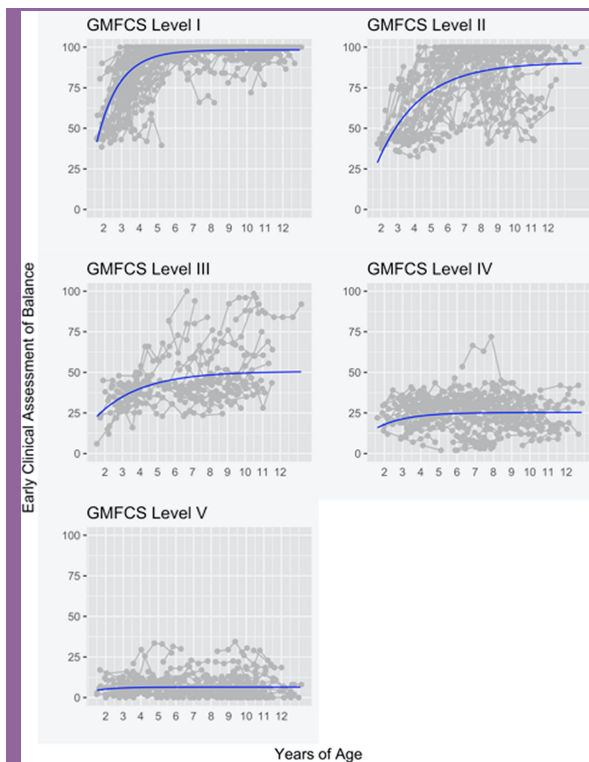 GMFCS Level I
100
75
50
25
0
2 3 4 5 6 7 8 9 10 11 12
GMFCS Level II
100
75
50
25
0
2 3 4 5 6 7 8 9 10 11 12
GMFCS Level III
100
75
50
25
0
2 3 4 5 6 7 8 9 10 11 12
GMFCS Level IV
100
75
50
25
0
2 3 4 5 6 7 8 9 10 11 12
Early Clinical Assessment of Balance
GMFCS Level V
100
75
50
25
0
2 3 4 5 6 7 8 9 10 11 12
Years of Age